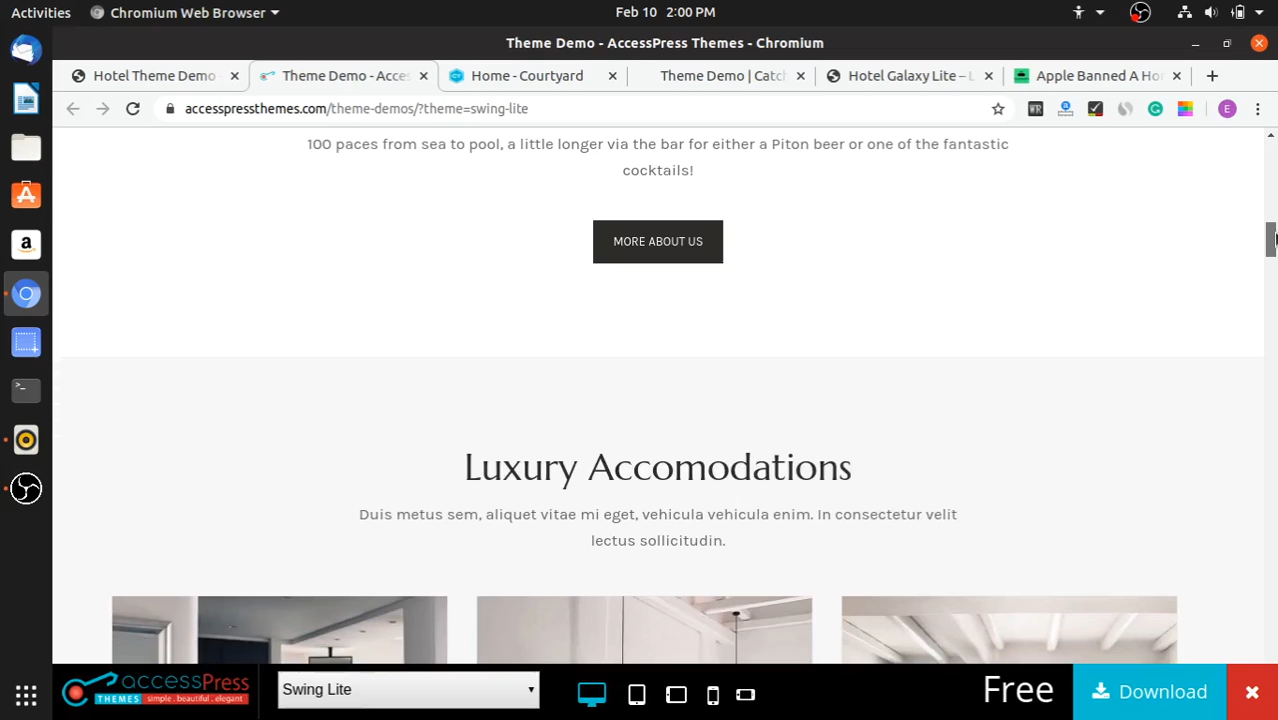 Activities
Chromium Web Browser
Feb 10 2:00 PM
Theme Demo - AccessPress Themes - Chromium
Hotel Theme Demo
Theme Demo - Acces
Home - Courtyard
Theme Demo | Catch
Hotel Galaxy Lite – L
Apple Banned A Hor
accesspressthemes.com/theme-demos/?theme=swing-lite
WR
E
100 paces from sea to pool, a little longer via the bar for either a Piton beer or one of the fantastic
cocktails!
MORE ABOUT US
Luxury Accomodations
Duis metus sem, aliquet vitae mi eget, vehicula vehicula enim. In consectetur velit
lectus sollicitudin.
accessPress
THEMES simple . beautiful . elegant
Swing Lite
Free
Download